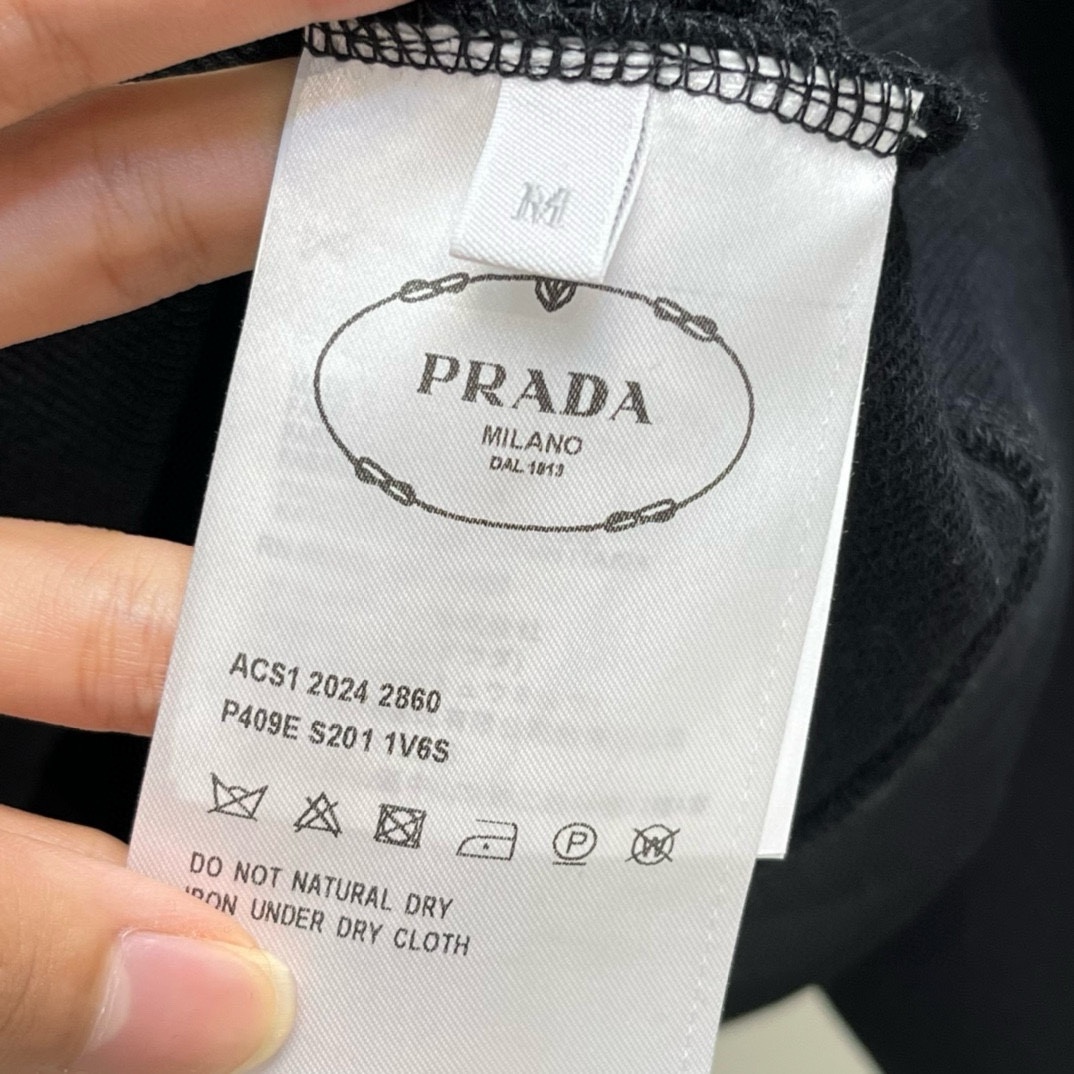 M
PRADA
MILANO
DAL 1913
ACS1 2024 2860
P409E S201 1V6S
P
W
DO NOT NATURAL DRY
IRON UNDER DRY CLOTH